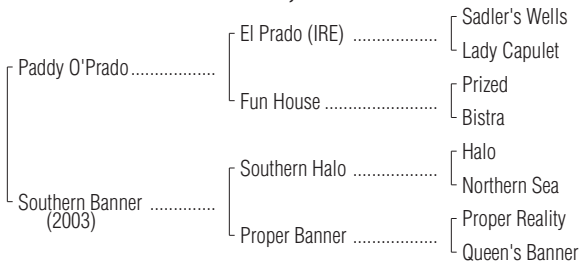 Sadler's Wells
El Prado (IRE) ..................
Lady Capulet
Paddy O'Prado..................
Prized
Fun House ........................
Bistra
Halo
Southern Halo ..................
Northern Sea
Southern Banner ..............
(2003)
Proper Reality
Proper Banner ..................
Queen's Banner